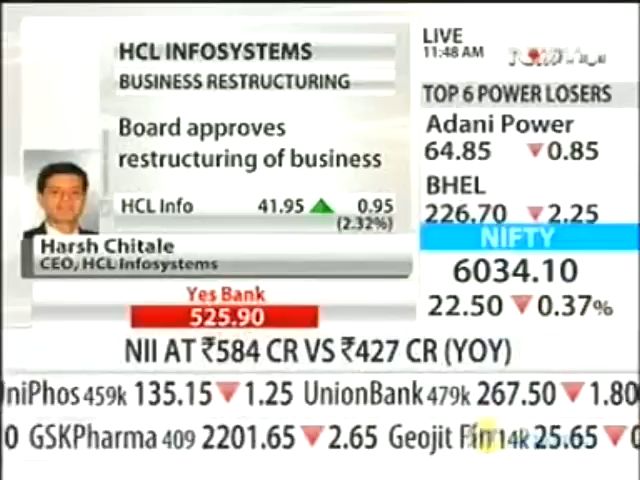 HCL INFOSYSTEMS
BUSINESS RESTRUCTURING
Board approves
restructuring of business
HCL Info 41.95 ▲ 0.95
(2.32%)
Harsh Chitale
CEO, HCL Infosystems
Yes Bank
525.90
LIVE
11:48 AM
TOP 6 POWER LOSERS
Adani Power
64.85 ▼0.85
BHEL
226.70 ▼2.25
NIFTY
6034.10
22.50 ▼0.37%
NII AT ₹584 CR VS ₹427 CR (YOY)
niPhos 459k 135.15▼1.25 UnionBank 479k 267.50▼1.80
0 GSKPharma 409 2201.65▼2.65 Geojit Fin 14k 25.65▼